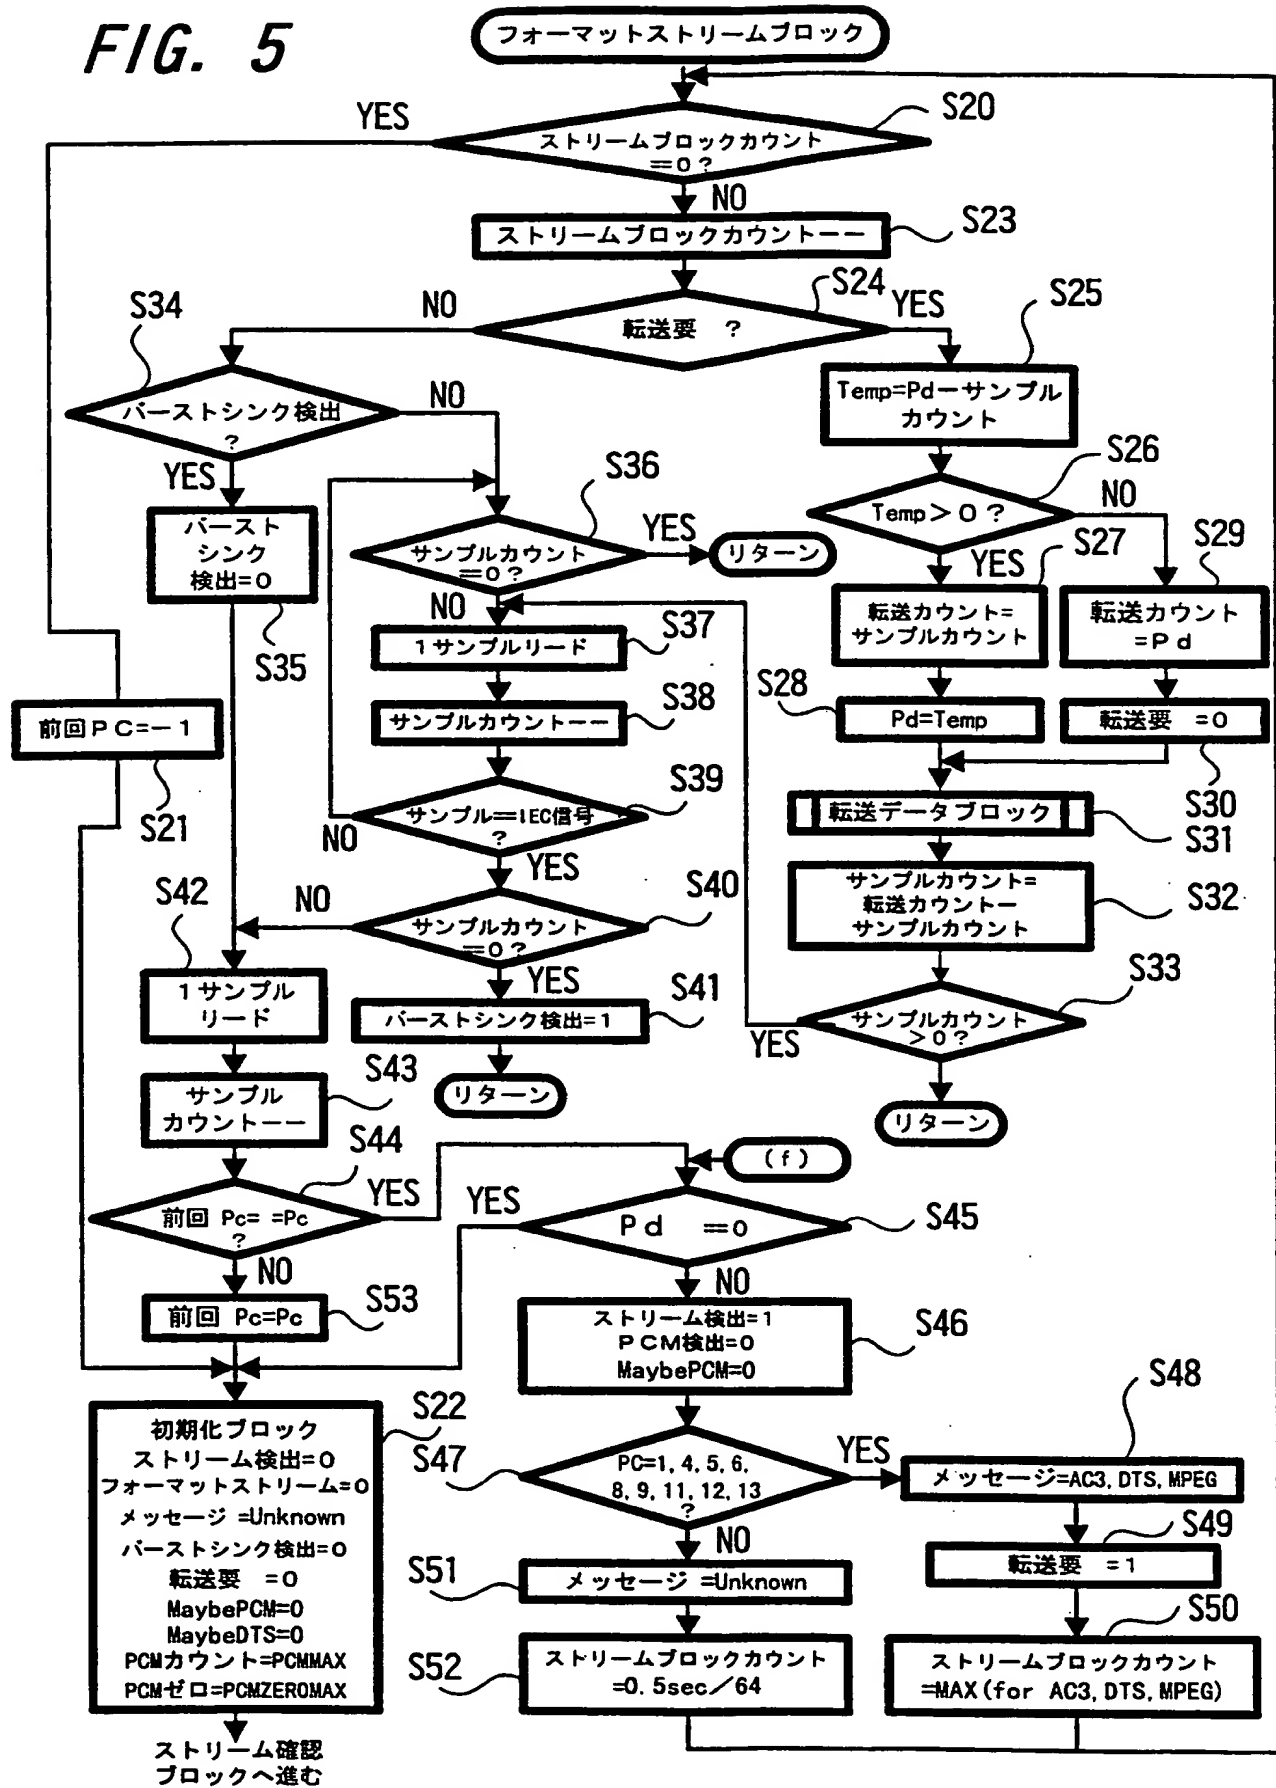 FIG. 5
フォーマットストリームブロック
S20
YES
ストリームブロックカウント
==0?
NO
S23
ストリームブロックカウント−−
S24
NO
YES
転送要 ?
S34
バーストシンク検出
?
NO
YES
S25
Temp=Pd−サンプル
カウント
S26
Temp>0?
NO
YES
S27
転送カウント=
サンプルカウント
S29
転送カウント
=Pd
S28
Pd=Temp
転送要 =0
S30
転送データブロック
S31
サンプルカウント=
転送カウント−
サンプルカウント
S32
S33
サンプルカウント
>0?
YES
リターン
バースト
シンク
検出=0
S35
S36
サンプルカウント
==0?
YES
リターン
NO
S37
1サンプルリード
S38
サンプルカウント−−
S39
サンプル==IEC信号
?
NO
YES
S40
サンプルカウント
==0?
NO
YES
S41
バーストシンク検出=1
リターン
前回PC=−1
S21
S42
1サンプル
リード
S43
サンプル
カウント−−
S44
前回 Pc= =Pc
?
YES
NO
前回 Pc=Pc
S53
(f)
Pd ==0
S45
YES
NO
ストリーム検出=1
PCM検出=0
MaybePCM=0
S46
S22
初期化ブロック
ストリーム検出=0
フォーマットストリーム=0
メッセージ =Unknown
バーストシンク検出=0
転送要 =0
MaybePCM=0
MaybeDTS=0
PCMカウント=PCMMAX
PCMゼロ=PCMZEROMAX
ストリーム確認
ブロックへ進む
S47
PC=1, 4, 5, 6,
8, 9, 11, 12, 13
?
YES
NO
S48
メッセージ=AC3, DTS, MPEG
S49
転送要 =1
S50
ストリームブロックカウント
=MAX(for AC3, DTS, MPEG)
S51
メッセージ =Unknown
S52
ストリームブロックカウント
=0.5sec/64